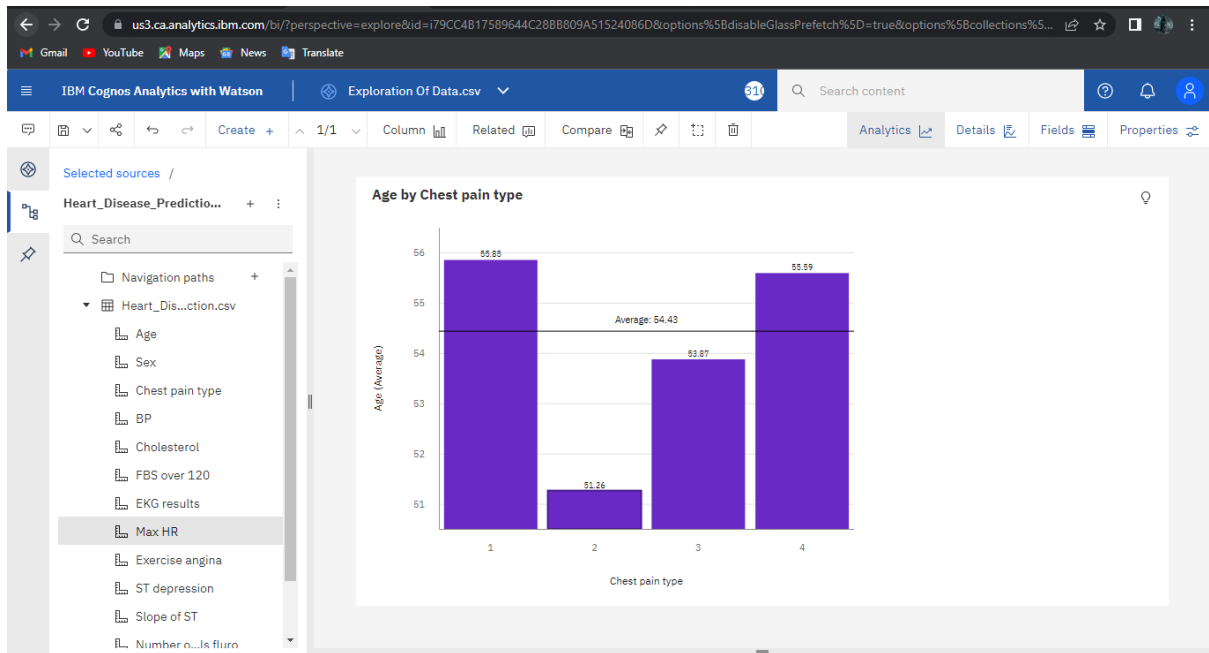 us3.ca.analytics.ibm.com/bi/?perspective=explore&id=i79CC4B17589644C28BB809A51524086D&options%5BdisableGlassPrefetch%5D=true&options%5Bcollections%5...
Gmail YouTube Maps News Translate
IBM Cognos Analytics with Watson Exploration Of Data.csv Search content
Create + 1/1 Column Related Compare Analytics Details Fields Properties
Selected sources /
Heart_Disease_Predictio... +
Search
Navigation paths +
Heart_Dis...ction.csv
Age
Sex
Chest pain type
BP
Cholesterol
FBS over 120
EKG results
Max HR
Exercise angina
ST depression
Slope of ST
Number o...ls fluro
Age by Chest pain type
Age (Average)
56
55
54
53
52
51
55.85
51.26
53.87
55.59
Average: 54.43
1 2 3 4
Chest pain type